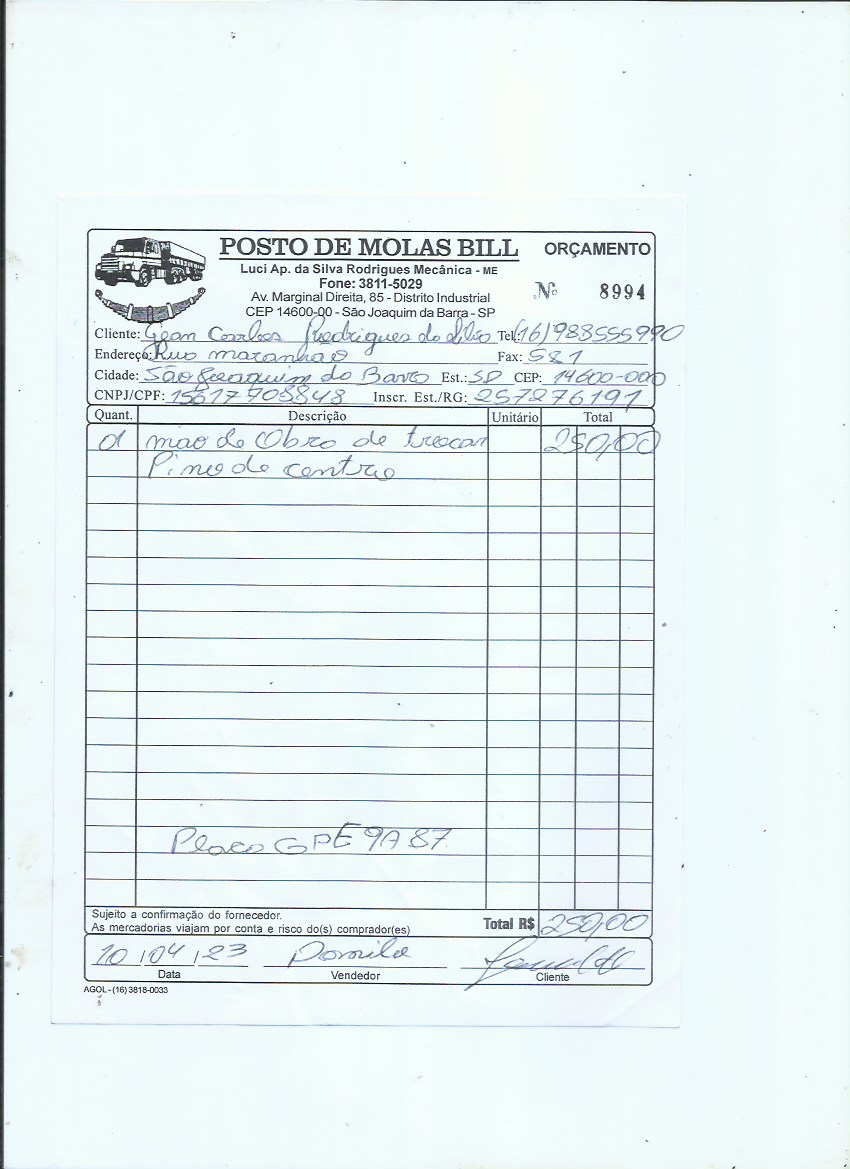 POSTO DE MOLAS BILL ORÇAMENTO
Luci Ap. da Silva Rodrigues Mecânica - ME
Fone: 3811-5029
Nº 8994
Av. Marginal Direita, 85 - Distrito Industrial
CEP 14600-00 - São Joaquim da Barra - SP
Cliente: Gean Carlos Rodrigues da Silva Tel.: (16) 988555990
Endereço: Rua maranhão Fax: 581
Cidade: São Joaquim da Barra Est.: SP CEP: 14600-000
CNPJ/CPF: 15617708848 Inscr. Est./RG: 257276191
Quant. Descrição Unitário Total
01 mão de Obra de trocar 250,00
Pino de centro
Placa GPE 9A87
Sujeito a confirmação do fornecedor.
As mercadorias viajam por conta e risco do(s) comprador(es)
Total R$ 250,00
10/04/23
Data Vendedor Cliente
AGOL - (16) 3818-0033